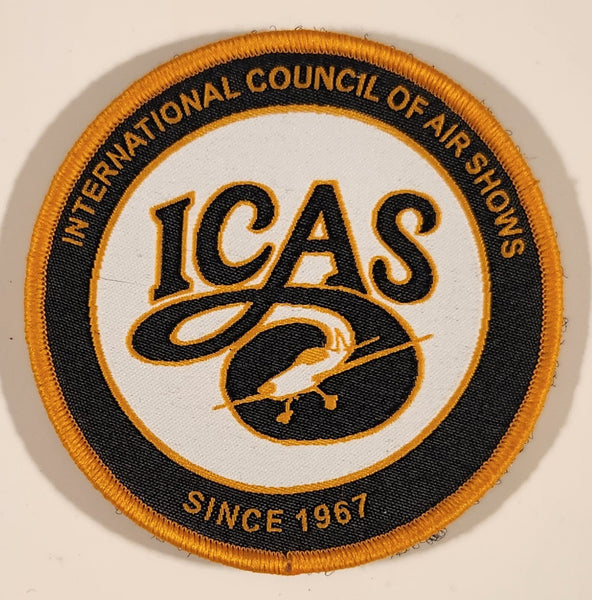 INTERNATIONAL COUNCIL OF AIR SHOWS
ICAS
SINCE 1967